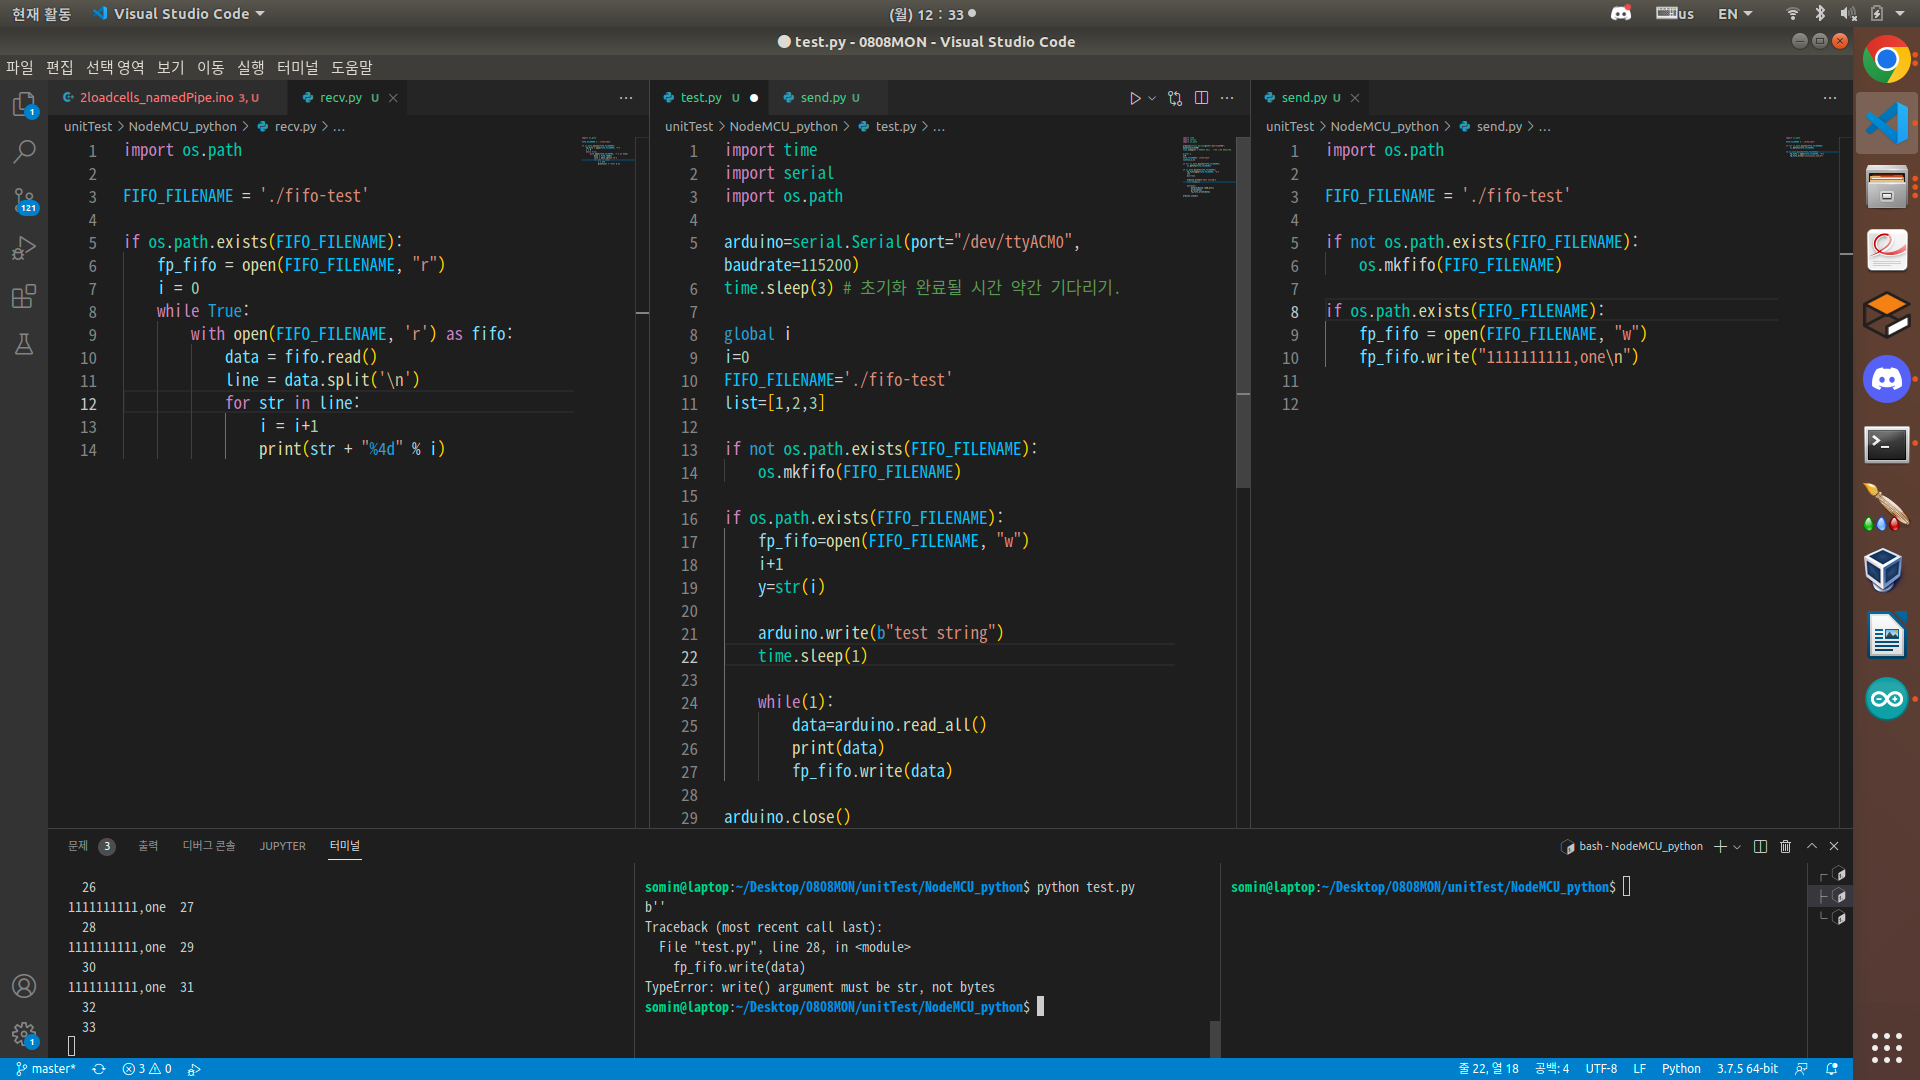 현재 활동
Visual Studio Code
(월) 12 : 33
us
EN
test.py - 0808MON - Visual Studio Code
파일 편집 선택 영역 보기 이동 실행 터미널 도움말
2loadcells_namedPipe.ino 3, U
recv.py U
unitTest > NodeMCU_python > recv.py > ...
1 import os.path
2
3 FIFO_FILENAME = './fifo-test'
4
5 if os.path.exists(FIFO_FILENAME):
6 fp_fifo = open(FIFO_FILENAME, "r")
7 i = 0
8 while True:
9 with open(FIFO_FILENAME, 'r') as fifo:
10 data = fifo.read()
11 line = data.split('\n')
12 for str in line:
13 i = i+1
14 print(str + "%4d" % i)
test.py U
send.py U
unitTest > NodeMCU_python > test.py > ...
1 import time
2 import serial
3 import os.path
4
5 arduino=serial.Serial(port="/dev/ttyACM0",
baudrate=115200)
6 time.sleep(3) # 초기화 완료될 시간 약간 기다리기.
7
8 global i
9 i=0
10 FIFO_FILENAME='./fifo-test'
11 list=[1,2,3]
12
13 if not os.path.exists(FIFO_FILENAME):
14 os.mkfifo(FIFO_FILENAME)
15
16 if os.path.exists(FIFO_FILENAME):
17 fp_fifo=open(FIFO_FILENAME, "w")
18 i+1
19 y=str(i)
20
21 arduino.write(b"test string")
22 time.sleep(1)
23
24 while(1):
25 data=arduino.read_all()
26 print(data)
27 fp_fifo.write(data)
28
29 arduino.close()
send.py U
unitTest > NodeMCU_python > send.py > ...
1 import os.path
2
3 FIFO_FILENAME = './fifo-test'
4
5 if not os.path.exists(FIFO_FILENAME):
6 os.mkfifo(FIFO_FILENAME)
7
8 if os.path.exists(FIFO_FILENAME):
9 fp_fifo = open(FIFO_FILENAME, "w")
10 fp_fifo.write("1111111111,one\n")
11
12
문제 3 출력 디버그 콘솔 JUPYTER 터미널
bash - NodeMCU_python
26
1111111111,one 27
28
1111111111,one 29
30
1111111111,one 31
32
33
somin@laptop:~/Desktop/0808MON/unitTest/NodeMCU_python$ python test.py
b''
Traceback (most recent call last):
File "test.py", line 28, in <module>
fp_fifo.write(data)
TypeError: write() argument must be str, not bytes
somin@laptop:~/Desktop/0808MON/unitTest/NodeMCU_python$
somin@laptop:~/Desktop/0808MON/unitTest/NodeMCU_python$
1
121
1
master* 3 0
줄 22, 열 18 공백: 4 UTF-8 LF Python 3.7.5 64-bit